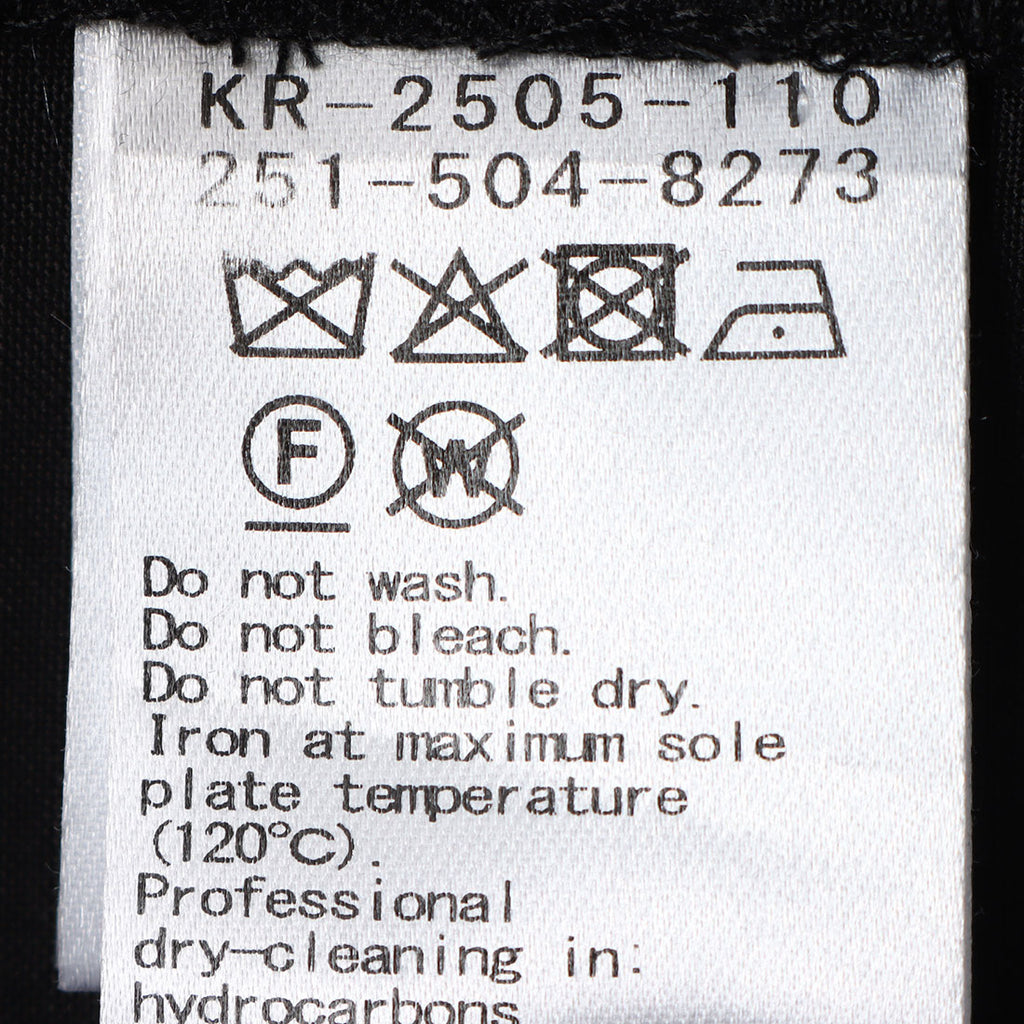 KR-2505-110
251-504-8273
F
W
Do not wash.
Do not bleach.
Do not tumble dry.
Iron at maximum sole
plate temperature
(120℃).
Professional
dry-cleaning in:
hydrocarbons